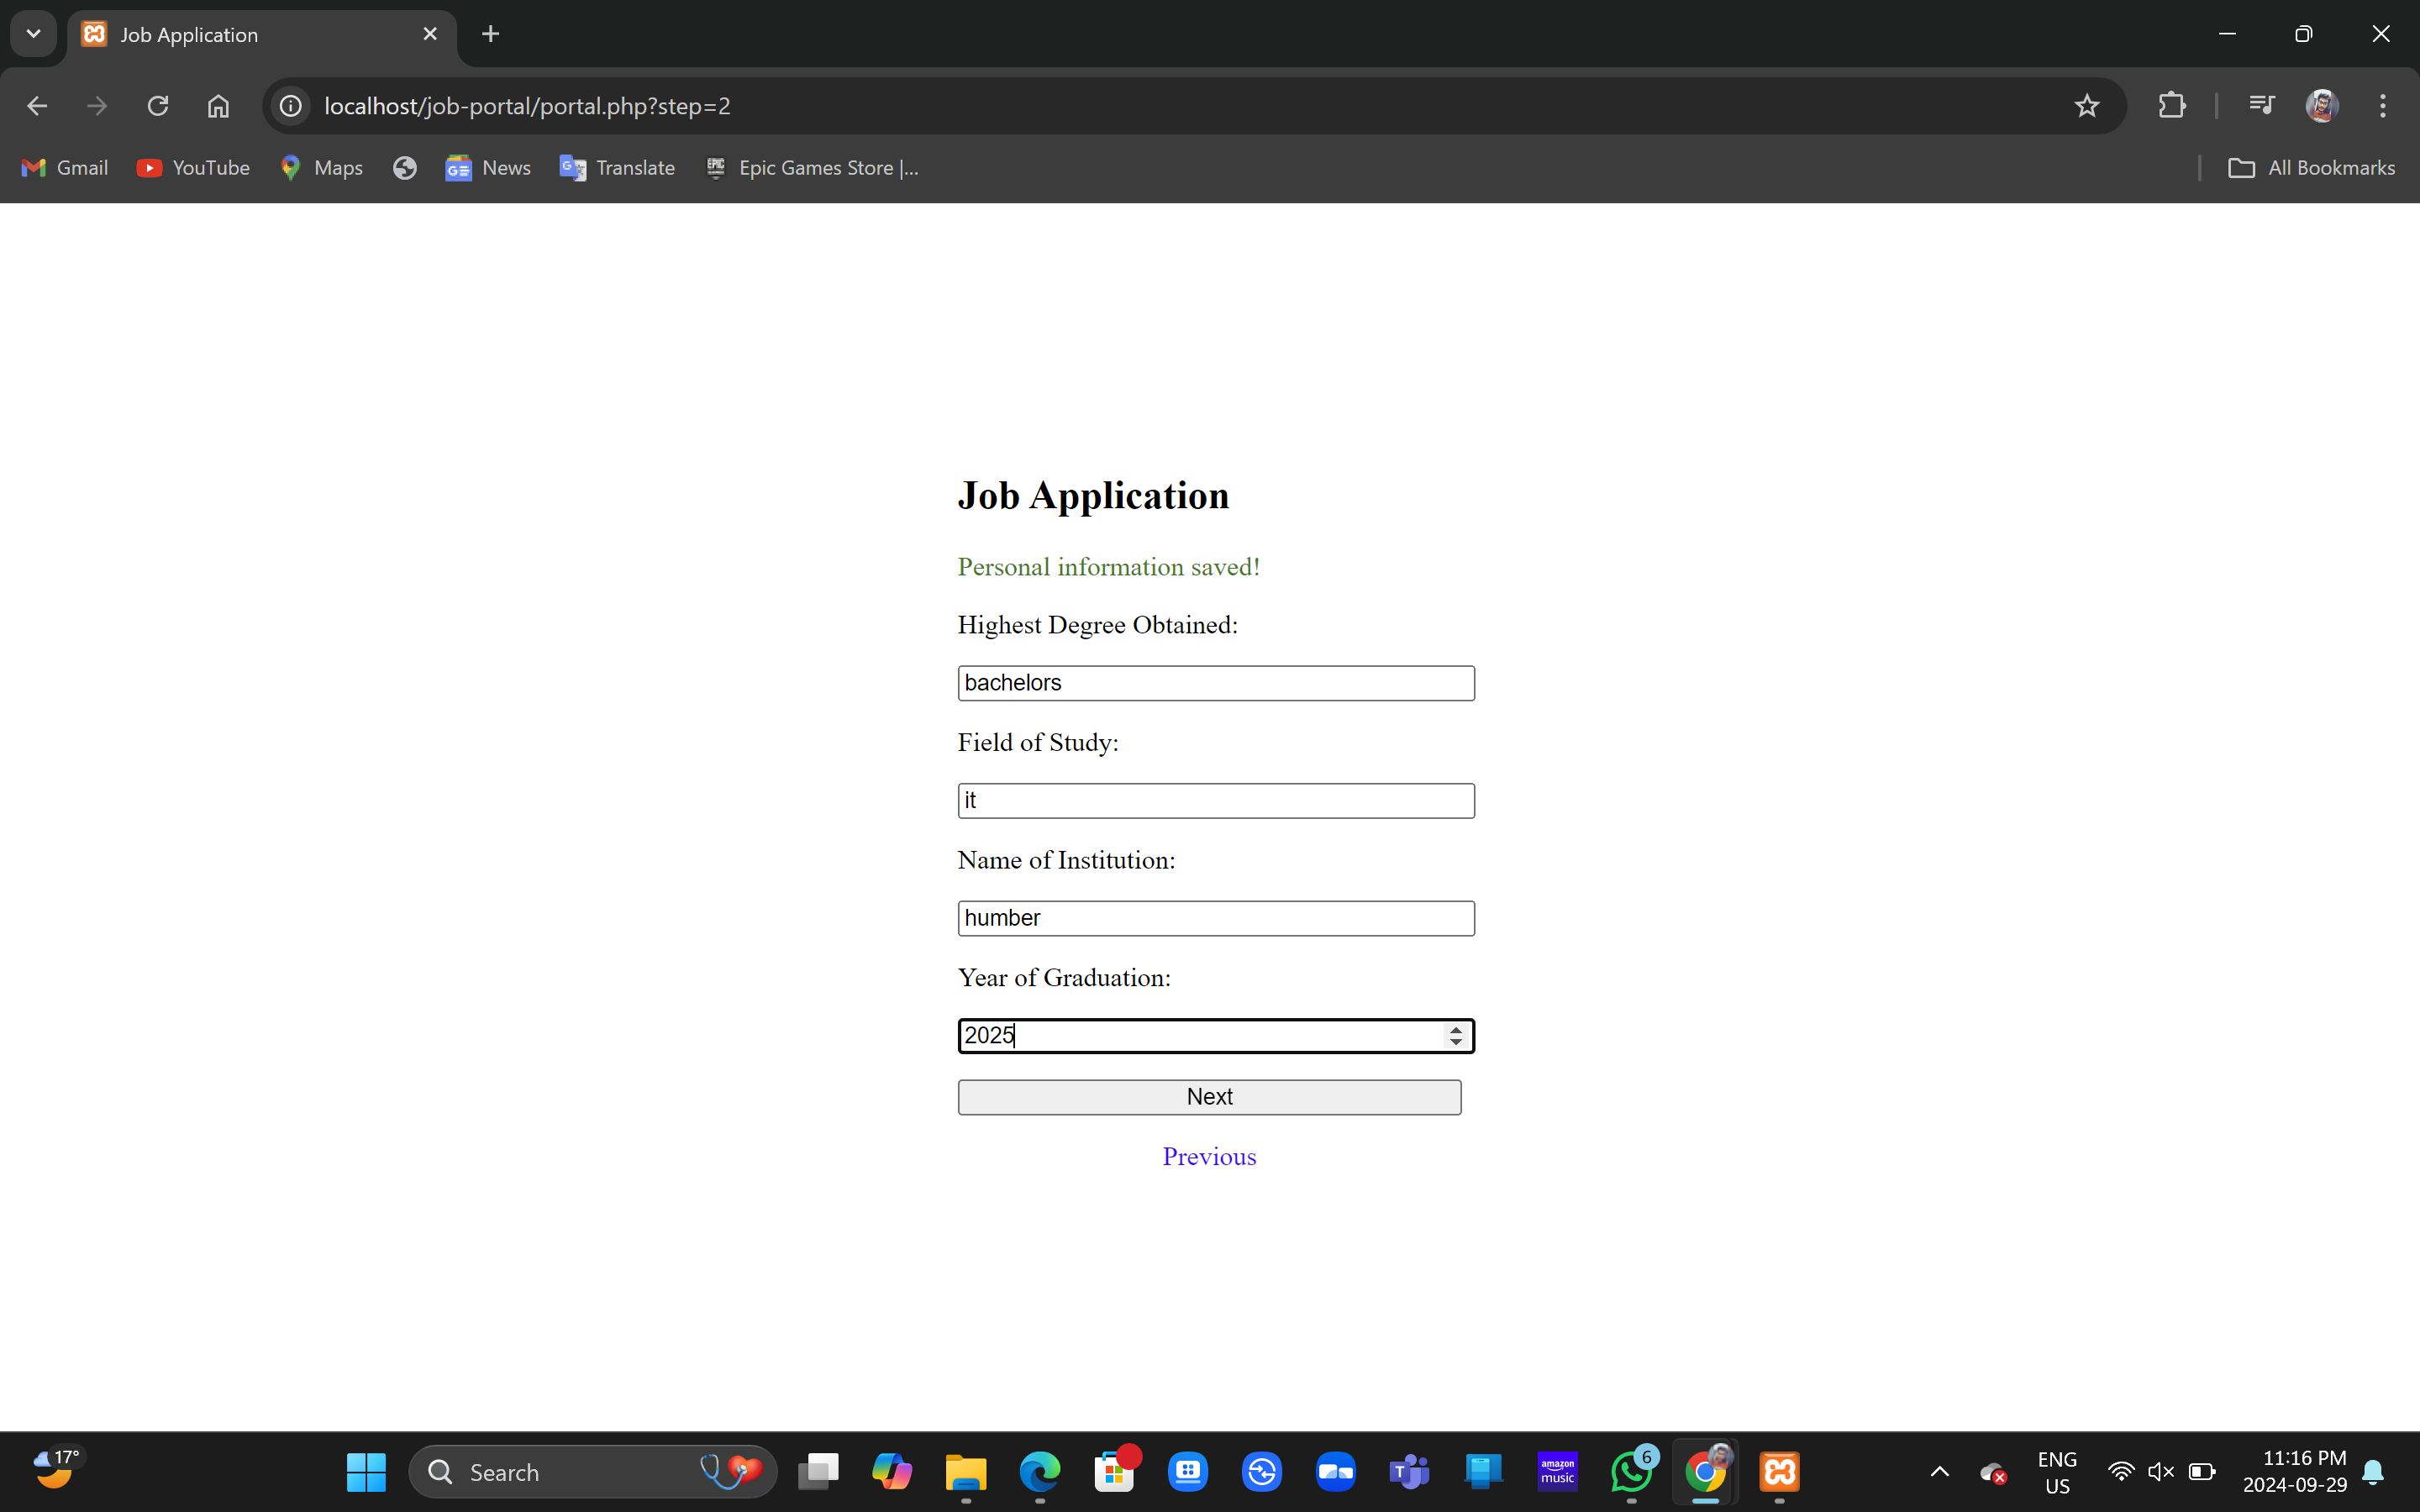 Job Application
localhost/job-portal/portal.php?step=2
Gmail
YouTube
Maps
News
Translate
Epic Games Store |...
All Bookmarks
Job Application
Personal information saved!
Highest Degree Obtained:
bachelors
Field of Study:
it
Name of Institution:
humber
Year of Graduation:
2025
Next
Previous
17°
Search
amazon music
6
ENG
US
11:16 PM
2024-09-29